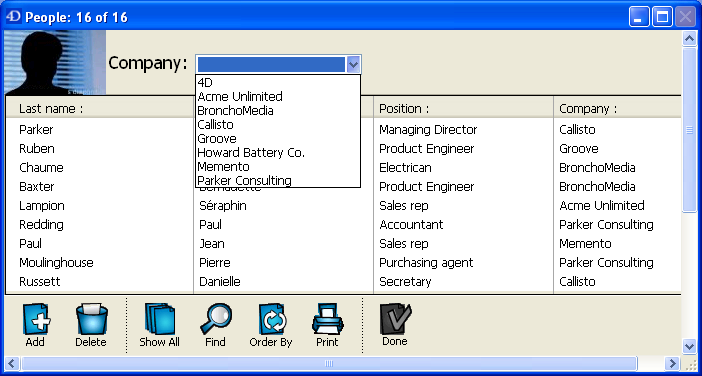 4D People: 16 of 16
Company:
4D
Acme Unlimited
BronchoMedia
Callisto
Groove
Howard Battery Co.
Memento
Parker Consulting
Last name : Position : Company :
Parker Managing Director Callisto
Ruben Product Engineer Groove
Chaume Electrican BronchoMedia
Baxter Bernadette Product Engineer BronchoMedia
Lampion Séraphin Sales rep Acme Unlimited
Redding Paul Accountant Parker Consulting
Paul Jean Sales rep Memento
Moulinghouse Pierre Purchasing agent Parker Consulting
Russett Danielle Secretary Callisto
Add Delete Show All Find Order By Print Done